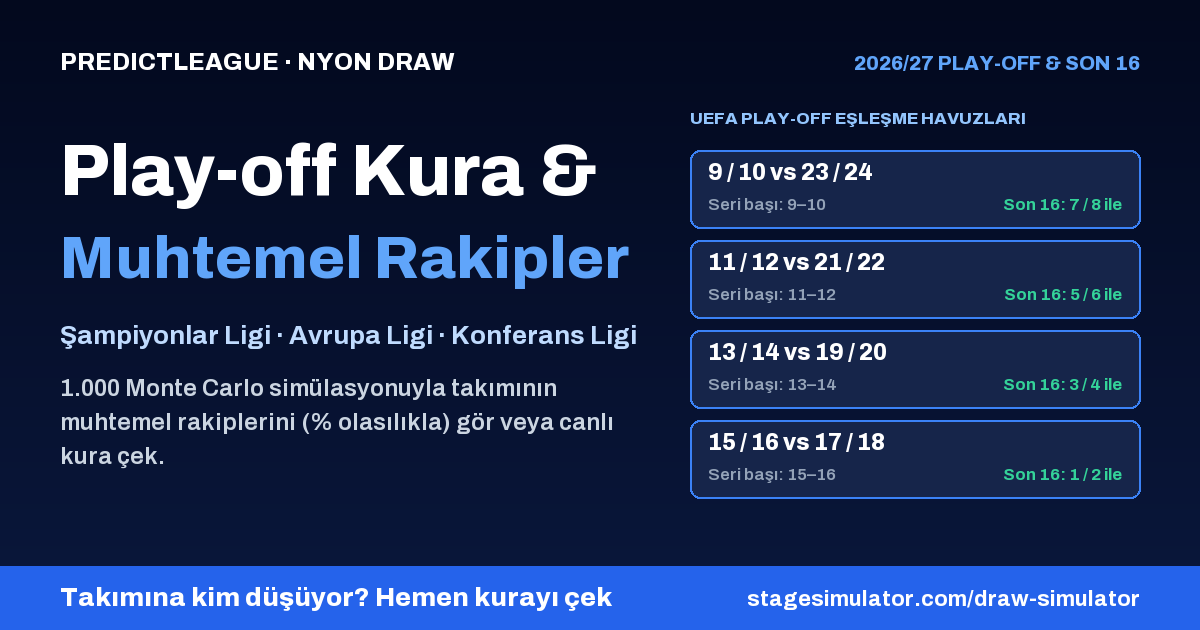 PREDICTLEAGUE · NYON DRAW
2026/27 PLAY-OFF & SON 16
Play-off Kura &
Muhtemel Rakipler
Şampiyonlar Ligi · Avrupa Ligi · Konferans Ligi
1.000 Monte Carlo simülasyonuyla takımının
muhtemel rakiplerini (% olasılıkla) gör veya canlı
kura çek.
UEFA PLAY-OFF EŞLEŞME HAVUZLARI
9 / 10 vs 23 / 24
Seri başı: 9–10
Son 16: 7 / 8 ile
11 / 12 vs 21 / 22
Seri başı: 11–12
Son 16: 5 / 6 ile
13 / 14 vs 19 / 20
Seri başı: 13–14
Son 16: 3 / 4 ile
15 / 16 vs 17 / 18
Seri başı: 15–16
Son 16: 1 / 2 ile
Takımına kim düşüyor? Hemen kurayı çek
stagesimulator.com/draw-simulator